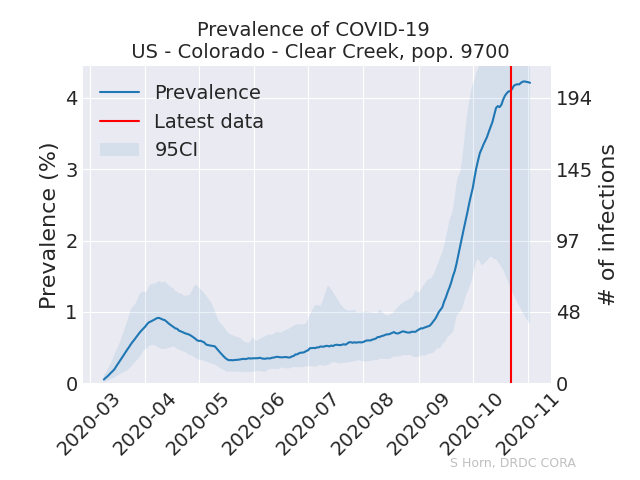 Prevalence of COVID-19
US - Colorado - Clear Creek, pop. 9700
Prevalence
Latest data
95CI
Prevalence (%)
4
3
2
1
0
# of infections
194
145
97
48
0
2020-03
2020-04
2020-05
2020-06
2020-07
2020-08
2020-09
2020-10
2020-11
S Horn, DRDC CORA